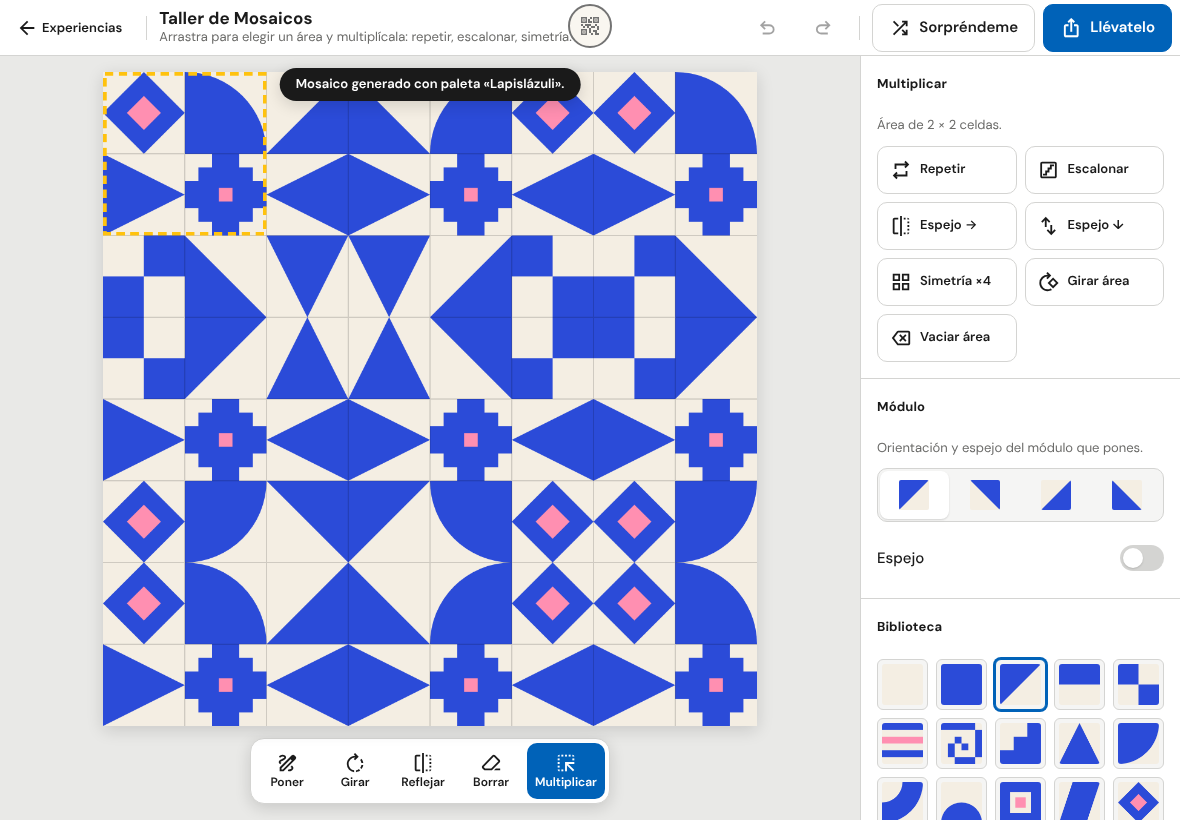 Experiencias
Taller de Mosaicos
Arrastra para elegir un área y multiplícala: repetir, escalonar, simetría.
Sorpréndeme
Llévatelo
Mosaico generado con paleta «Lapislázuli».
Multiplicar
Área de 2 × 2 celdas.
Repetir
Escalonar
Espejo →
Espejo ↓
Simetría ×4
Girar área
Vaciar área
Módulo
Orientación y espejo del módulo que pones.
Espejo
Biblioteca
Poner
Girar
Reflejar
Borrar
Multiplicar